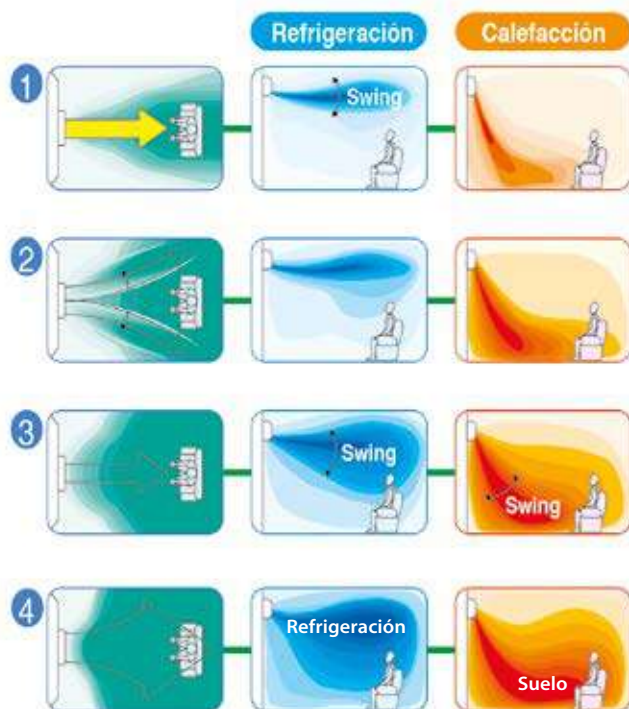 Refrigeración
Calefacción
1
Swing
2
3
Swing
Swing
4
Refrigeración
Suelo